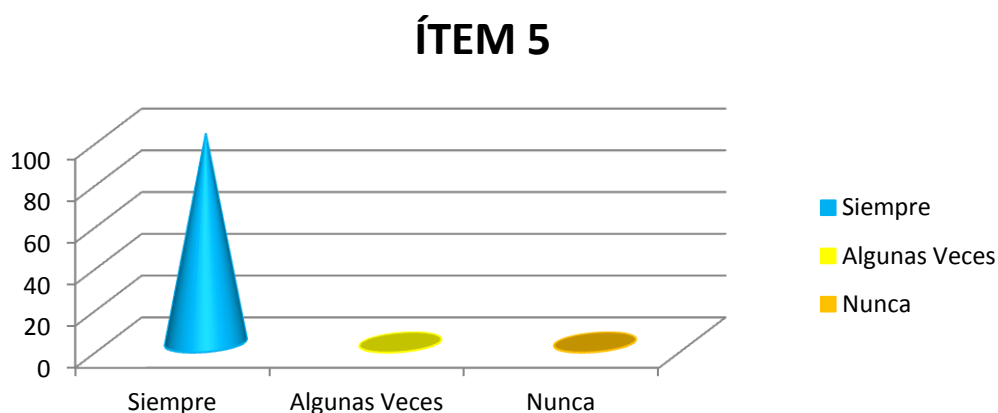 ÍTEM 5
100
80
60
40
20
0
Siempre
Algunas Veces
Nunca
Siempre
Algunas Veces
Nunca